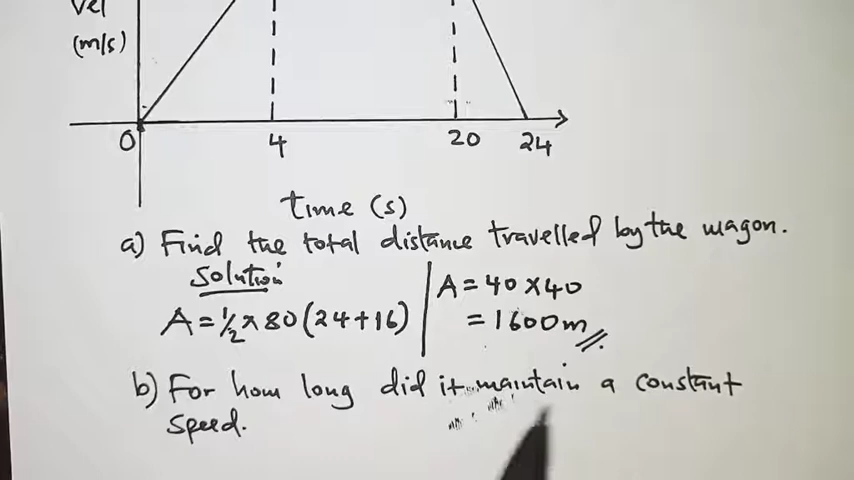 vel
(m/s)
0 4 20 24
time (s)
a) Find the total distance travelled by the wagon.
Solution
A = 1/2 x 80 (24+16)
A = 40 x 40
= 1600m
b) For hom long did it maintain a constant
speed.